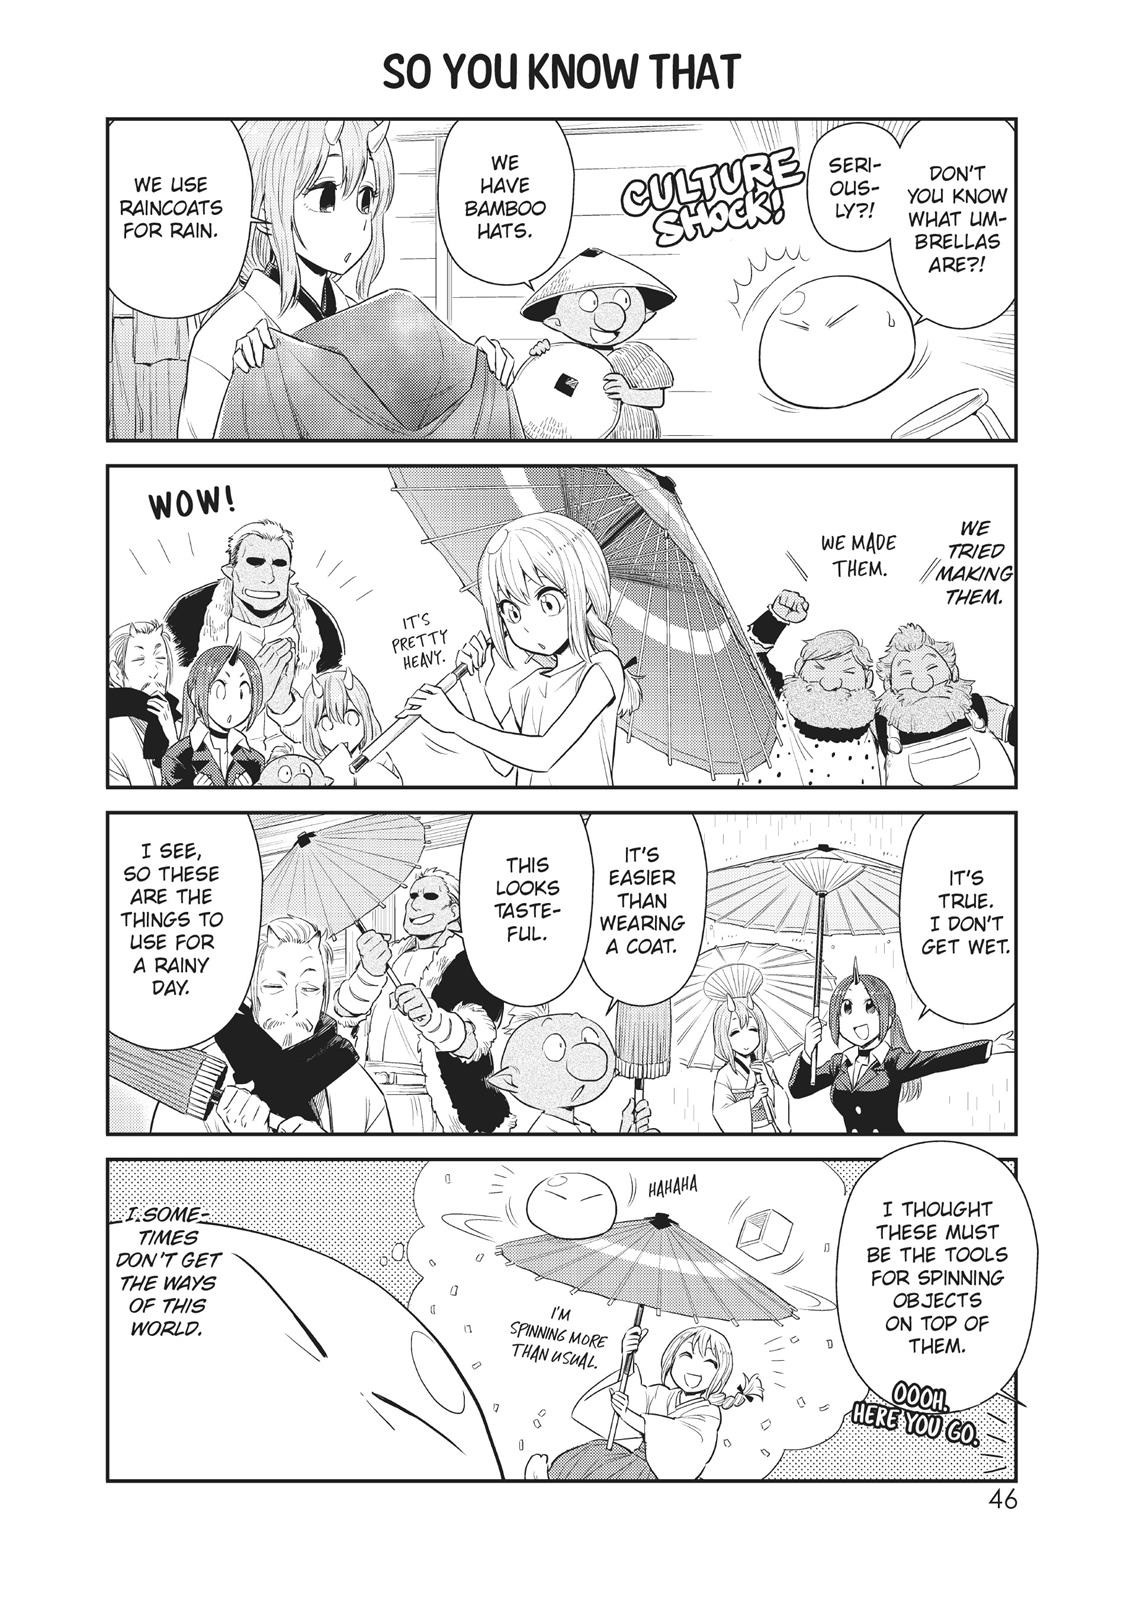 SO YOU KNOW THAT
DON'T
YOU KNOW
WHAT UM-
BRELLAS
ARE?!
SERI-
OUS-
LY?!
CULTURE
SHOCK!
WE
HAVE
BAMBOO
HATS.
WE USE
RAINCOATS
FOR RAIN.
WE
TRIED
MAKING
THEM.
WE MADE
THEM.
IT'S
PRETTY
HEAVY.
WOW!
IT'S
TRUE.
I DON'T
GET WET.
IT'S
EASIER
THAN
WEARING
A COAT.
THIS
LOOKS
TASTE-
FUL.
I SEE,
SO THESE
ARE THE
THINGS TO
USE FOR
A RAINY
DAY.
I THOUGHT
THESE MUST
BE THE TOOLS
FOR SPINNING
OBJECTS
ON TOP OF
THEM.
OOOH.
HERE YOU GO.
HAHAHA
I'M
SPINNING MORE
THAN USUAL.
I SOME-
TIMES
DON'T GET
THE WAYS
OF THIS
WORLD.
46